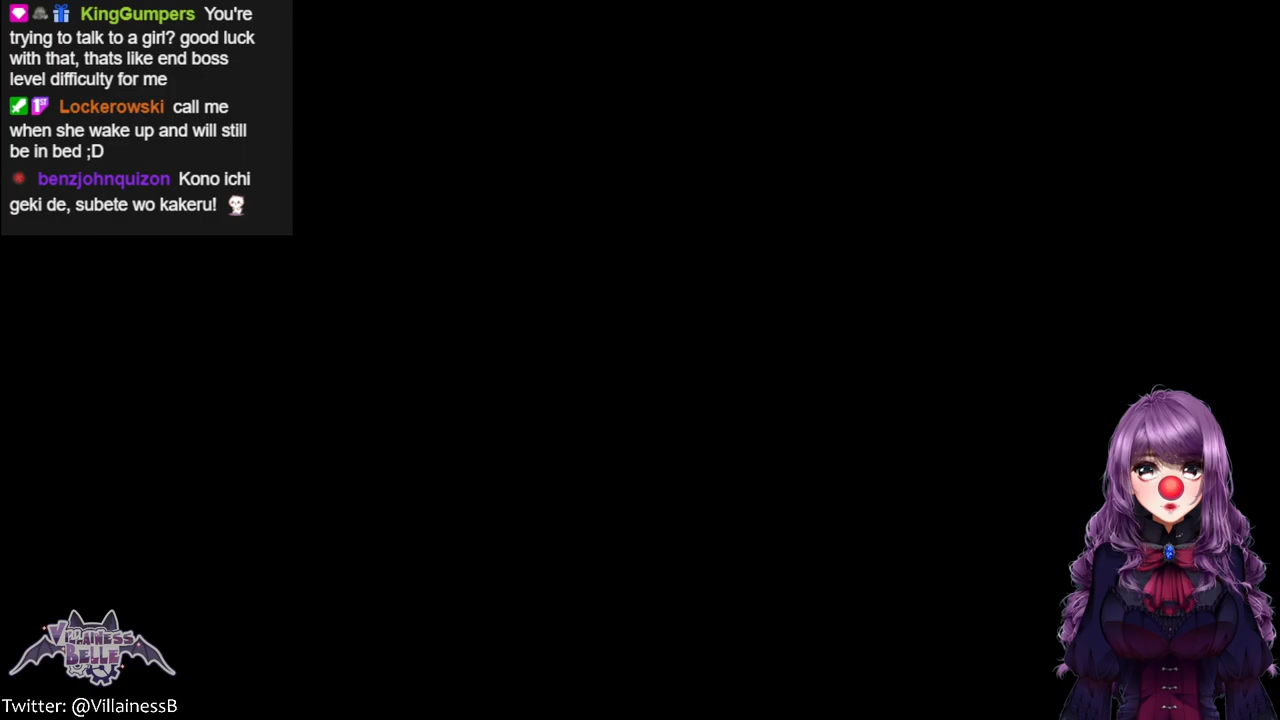 KingGumpers You're
trying to talk to a girl? good luck
with that, thats like end boss
level difficulty for me
1ST Lockerowski call me
when she wake up and will still
be in bed ;D
benzjohnquizon Kono ichi
geki de, subete wo kakeru!
VILLAINESS
BELLE
Twitter: @VillainessB